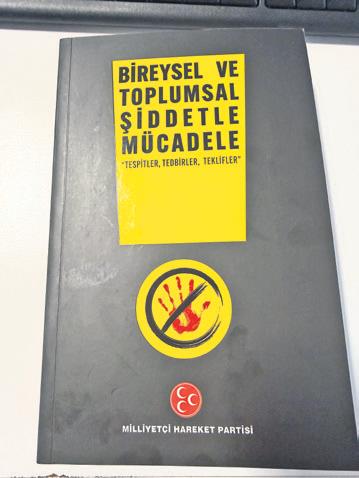 BİREYSEL VE
TOPLUMSAL
ŞİDDETLE
MÜCADELE
"TESPİTLER, TEDBİRLER, TEKLİFLER"
MİLLİYETÇİ HAREKET PARTİSİ